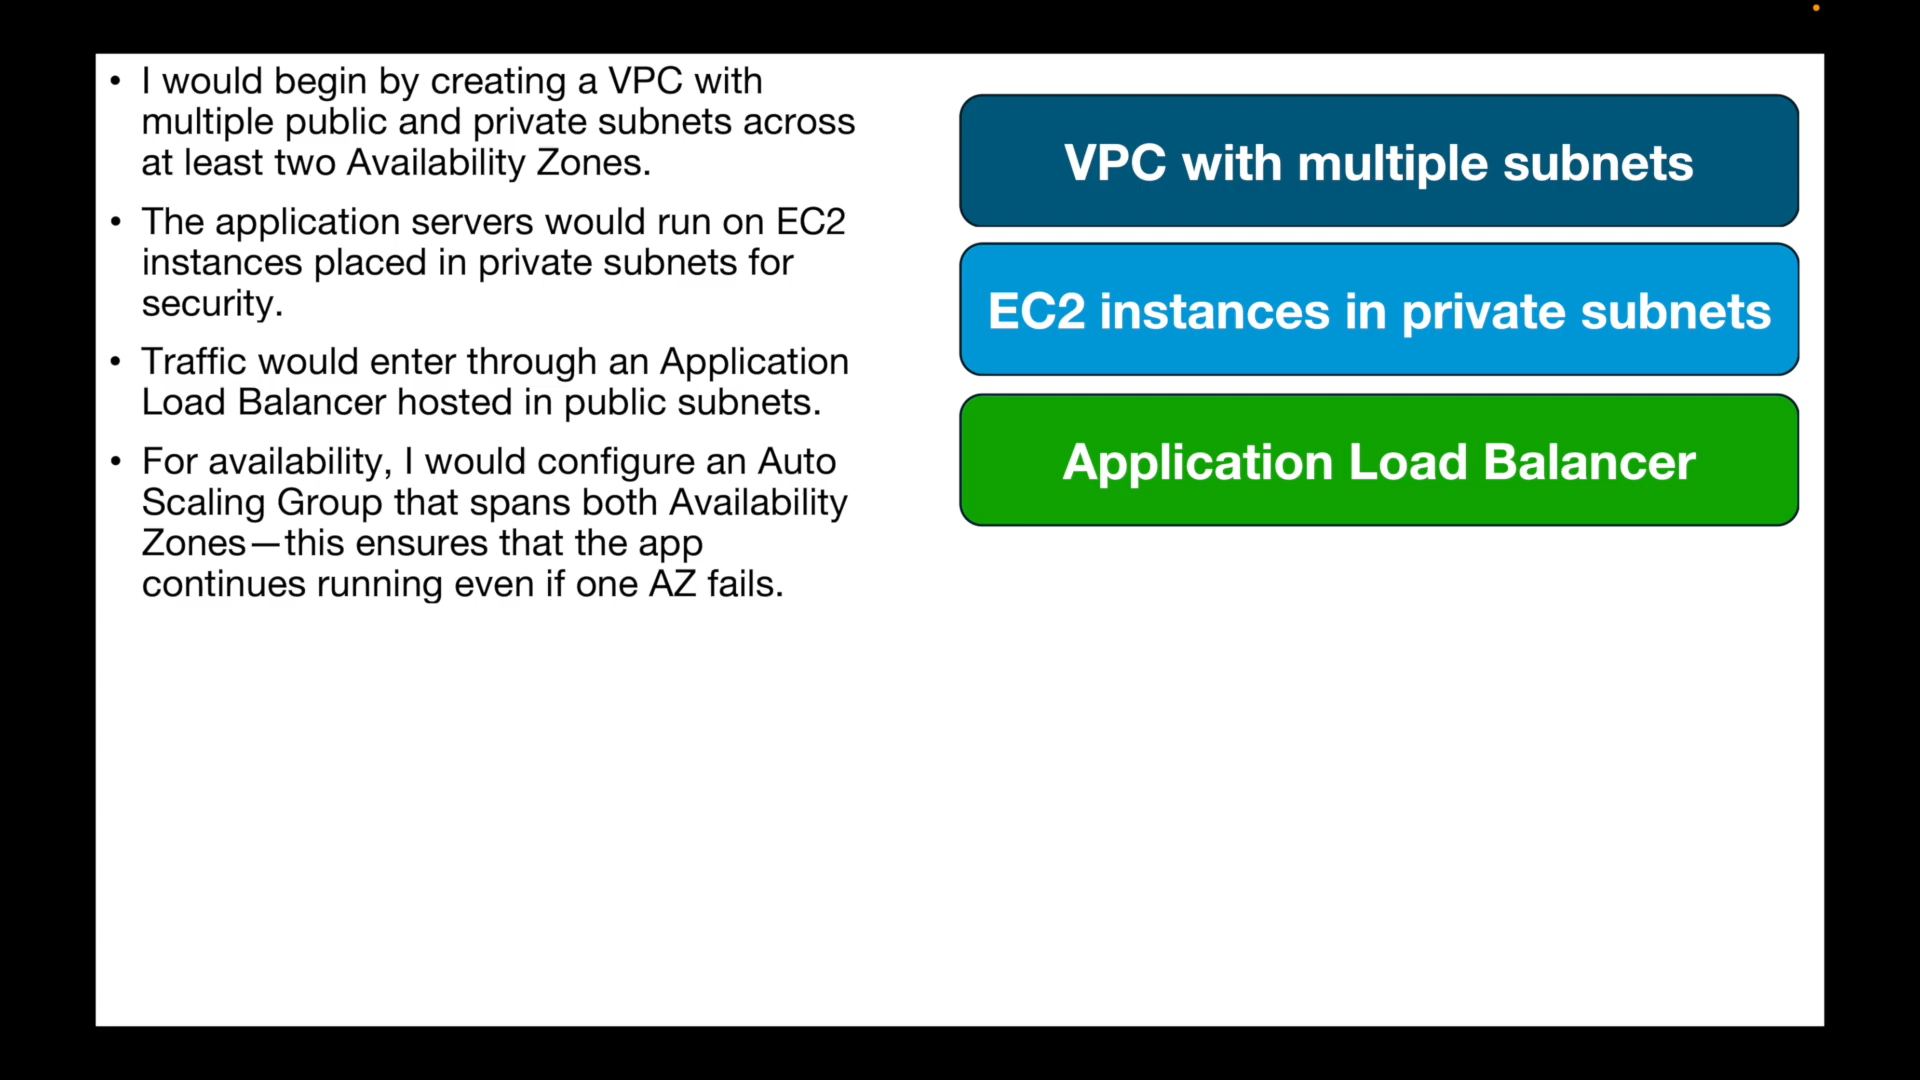 • I would begin by creating a VPC with
multiple public and private subnets across
at least two Availability Zones.
• The application servers would run on EC2
instances placed in private subnets for
security.
• Traffic would enter through an Application
Load Balancer hosted in public subnets.
• For availability, I would configure an Auto
Scaling Group that spans both Availability
Zones—this ensures that the app
continues running even if one AZ fails.
VPC with multiple subnets
EC2 instances in private subnets
Application Load Balancer